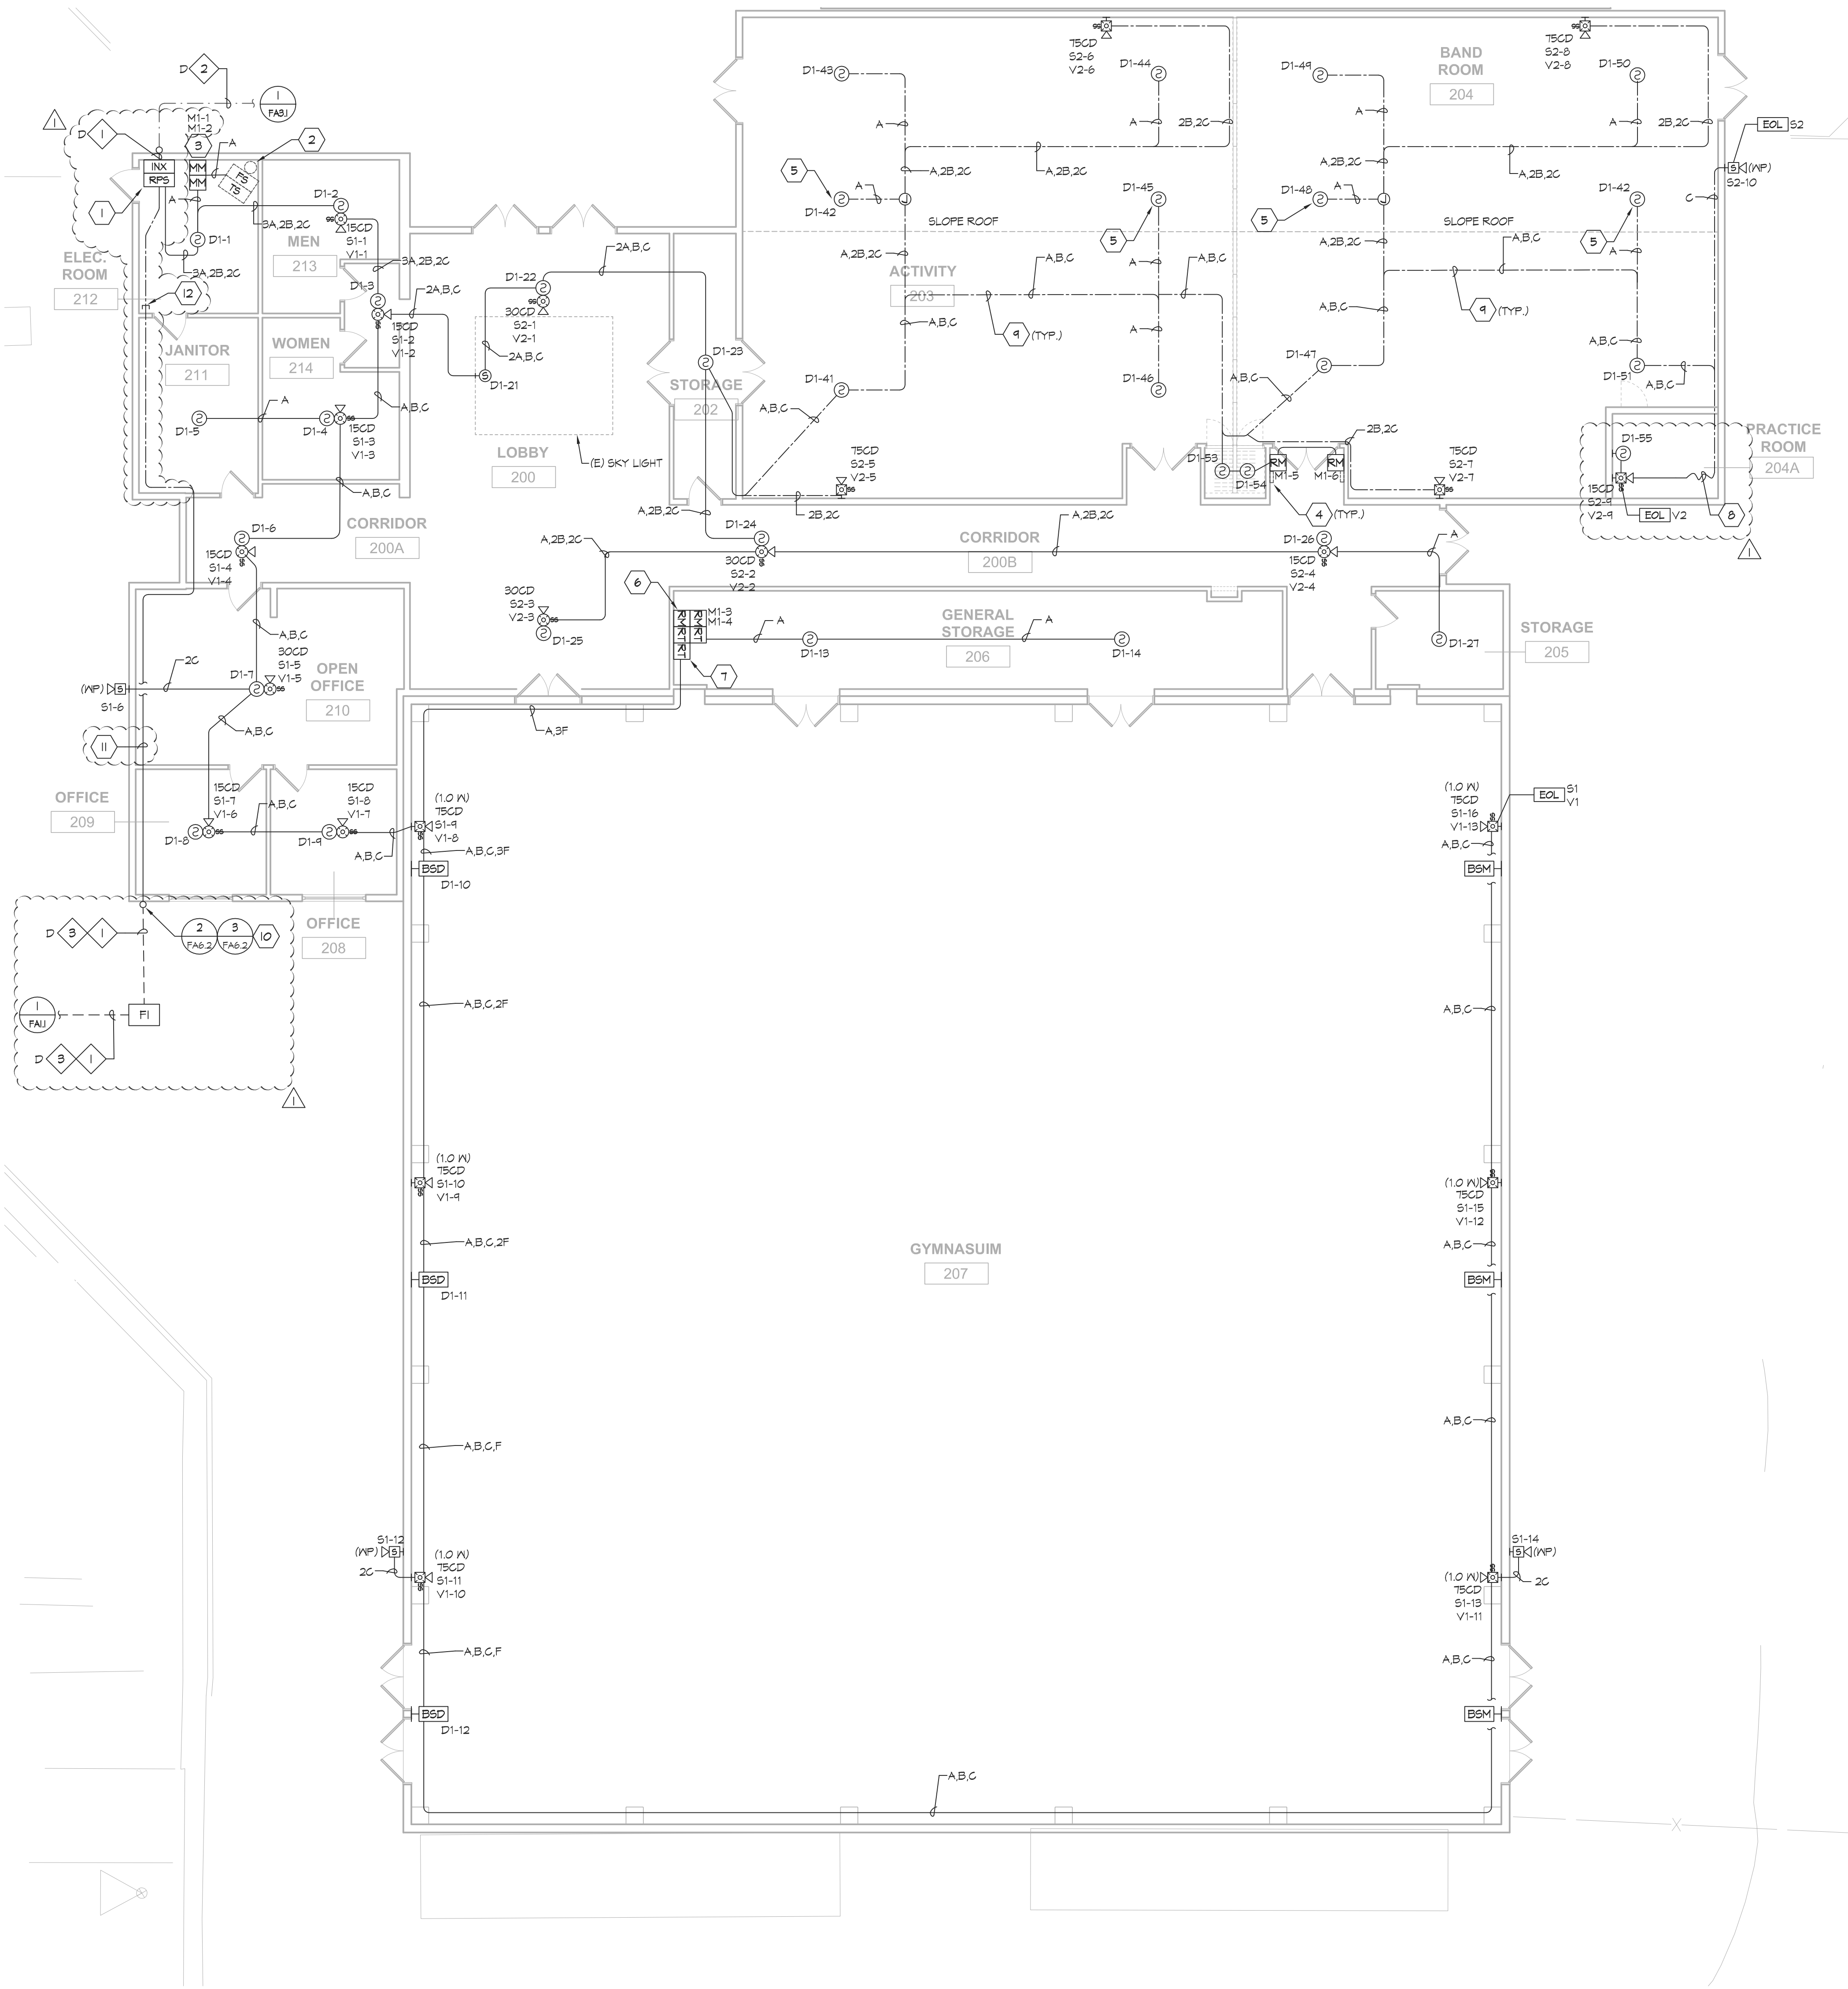 75CD
S2-6
V2-6
75CD
S2-8
V2-8
BAND
ROOM
204
D1-43
D1-44
D1-49
D1-50
D
2
1
FA3.1
1
M1-1
M1-2
D
1
3
A
2
INX
RPS
MM
MM
FS
TS
1
A
A
A
2B,2C
A
A
2B,2C
EOL
S2
(WP)
S2-10
C
A,2B,2C
A,2B,2C
A,2B,2C
A,2B,2C
5
D1-42
A
D1-45
5
5
D1-48
A
D1-42
5
SLOPE ROOF
SLOPE ROOF
D1-2
3A,2B,2C
15CD
S1-1
V1-1
D1-1
MEN
213
3A,2B,2C
3A,2B,2C
ELEC.
ROOM
212
12
D1-3
15CD
S1-2
V1-2
2A,B,C
D1-22
30CD
S2-1
V2-1
2A,B,C
2A,B,C
D1-21
A,2B,2C
A,2B,2C
ACTIVITY
203
A
A,B,C
A,B,C
A,B,C
A
9
(TYP.)
A
A,B,C
A,B,C
9
(TYP.)
A,B,C
JANITOR
211
WOMEN
214
D1-23
STORAGE
202
D1-41
D1-46
D1-47
D1-51
A,B,C
A,B,C
A,B,C
A,B,C
D1-5
A
D1-4
15CD
S1-3
V1-3
A,B,C
A,B,C
LOBBY
200
(E) SKY LIGHT
75CD
S2-5
V2-5
2B,2C
A,2B,2C
D1-53
D1-54
RM
M1-5
RM
M1-6
4
(TYP.)
2B,2C
75CD
S2-7
V2-7
PRACTICE
ROOM
204A
D1-55
15CD
S2-9
V2-9
EOL
V2
8
1
D1-6
15CD
S1-4
V1-4
CORRIDOR
200A
D1-24
30CD
S2-2
V2-2
A,2B,2C
CORRIDOR
200B
A,2B,2C
D1-26
15CD
S2-4
V2-4
A
30CD
S2-3
V2-3
D1-25
6
RM
RM
RT
RT
RT
M1-3
M1-4
A
D1-13
GENERAL
STORAGE
206
A
D1-14
D1-27
STORAGE
205
7
A,B,C
30CD
S1-5
V1-5
D1-7
2C
(WP)
S1-6
OPEN
OFFICE
210
A,B,C
11
A,3F
OFFICE
209
15CD
S1-7
V1-6
D1-8
A,B,C
15CD
S1-8
V1-7
D1-9
A,B,C
(1.0 W)
75CD
S1-9
V1-8
A,B,C,3F
BSD
D1-10
(1.0 W)
75CD
S1-16
V1-13
EOL
S1
V1
A,B,C
BSM
OFFICE
208
D
3
1
2
FA6.2
3
FA6.2
10
1
FA1.1
F1
D
3
1
1
A,B,C,2F
A,B,C
(1.0 W)
75CD
S1-10
V1-9
(1.0 W)
75CD
S1-15
V1-12
A,B,C,2F
A,B,C
GYMNASUIM
207
BSD
D1-11
BSM
A,B,C,F
A,B,C
S1-12
(WP)
2C
(1.0 W)
75CD
S1-11
V1-10
S1-14
(WP)
2C
(1.0 W)
75CD
S1-13
V1-11
A,B,C,F
A,B,C
BSD
D1-12
BSM
A,B,C